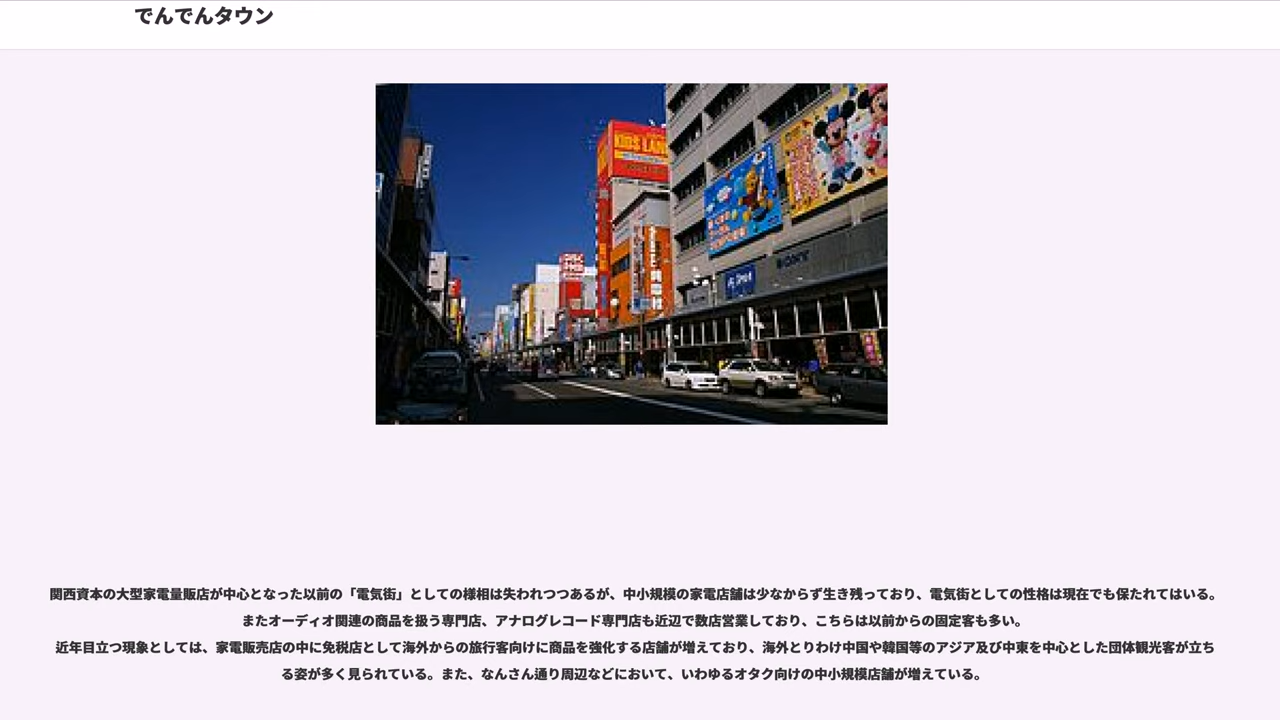 でんでんタウン
KIDS LAND
SONY
関西資本の大型家電量販店が中心となった以前の「電気街」としての様相は失われつつあるが、中小規模の家電店舗は少なからず生き残っており、電気街としての性格は現在でも保たれてはいる。
またオーディオ関連の商品を扱う専門店、アナログレコード専門店も近辺で数店営業しており、こちらは以前からの固定客も多い。
近年目立つ現象としては、家電販売店の中に免税店として海外からの旅行客向けに商品を強化する店舗が増えており、海外とりわけ中国や韓国等のアジア及び中東を中心とした団体観光客が立ち
る姿が多く見られている。また、なんさん通り周辺などにおいて、いわゆるオタク向けの中小規模店舗が増えている。